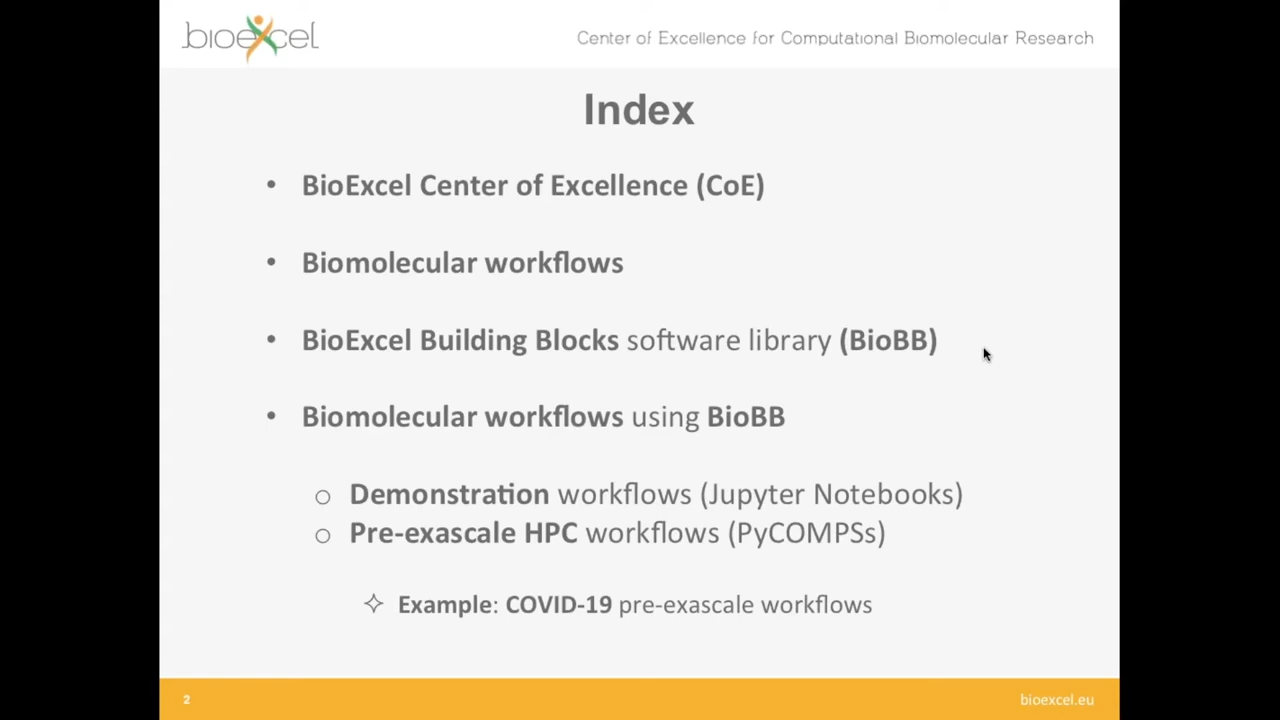 bioexcel
Center of Excellence for Computational Biomolecular Research
Index
• BioExcel Center of Excellence (CoE)
• Biomolecular workflows
• BioExcel Building Blocks software library (BioBB)
• Biomolecular workflows using BioBB
○ Demonstration workflows (Jupyter Notebooks)
○ Pre-exascale HPC workflows (PyCOMPSs)
✧ Example: COVID-19 pre-exascale workflows
2
bioexcel.eu